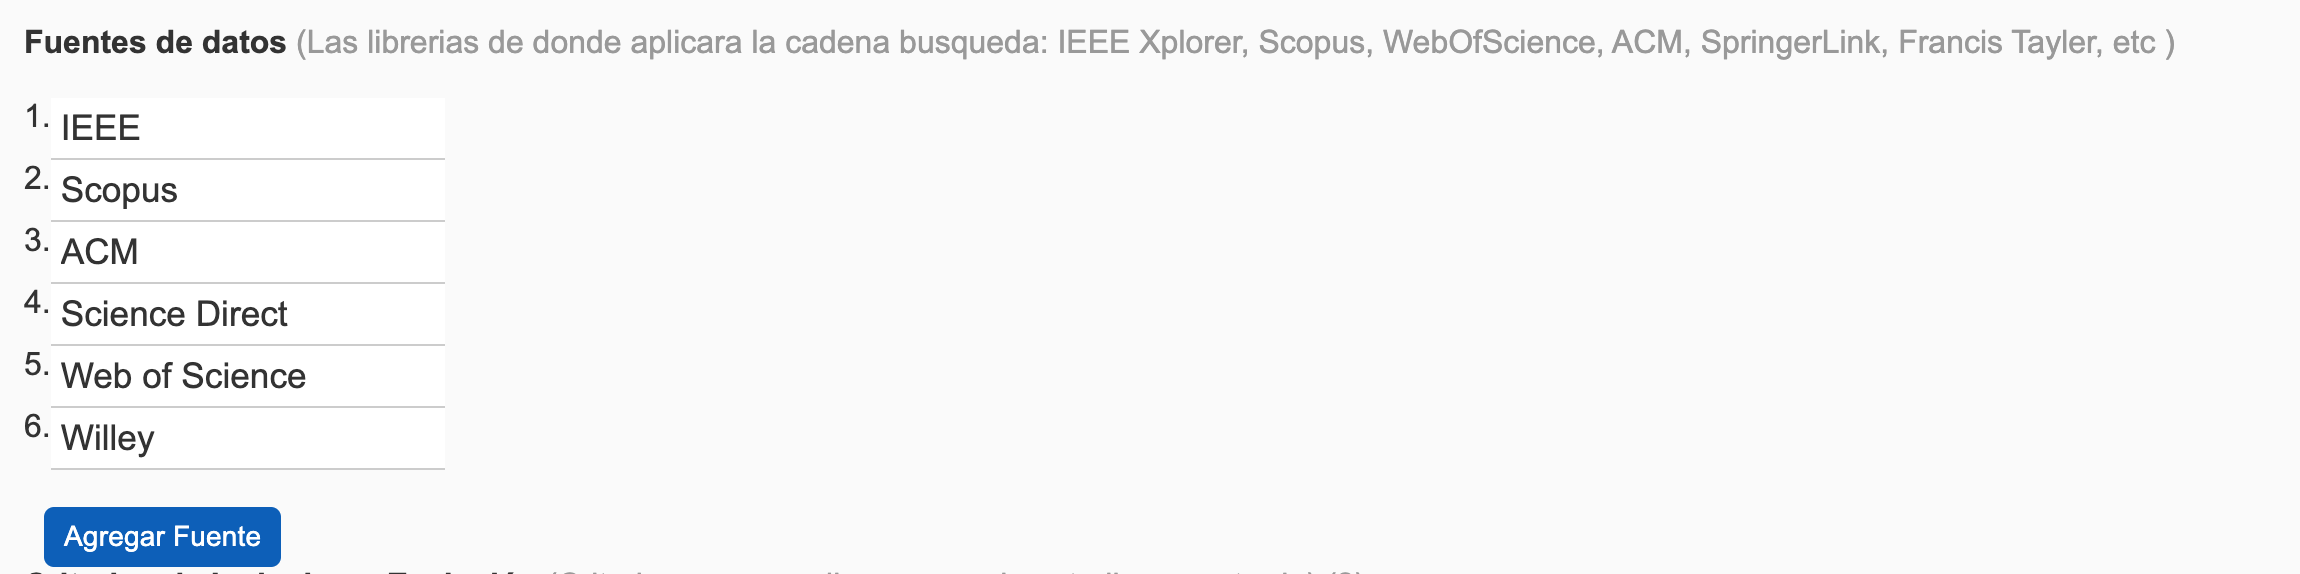 Fuentes de datos (Las librerias de donde aplicara la cadena busqueda: IEEE Xplorer, Scopus, WebOfScience, ACM, SpringerLink, Francis Tayler, etc )
1. IEEE
2. Scopus
3. ACM
4. Science Direct
5. Web of Science
6. Willey
Agregar Fuente